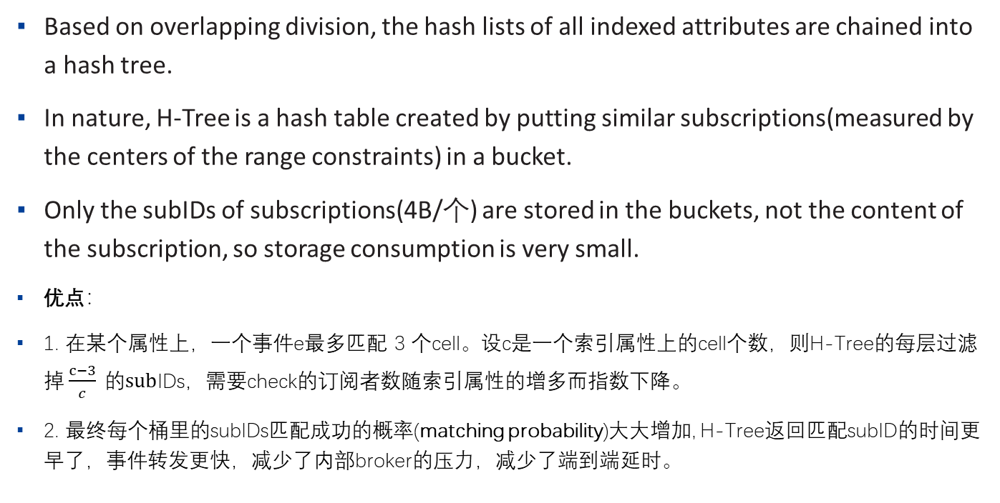 ▪ Based on overlapping division, the hash lists of all indexed attributes are chained into
a hash tree.
▪ In nature, H-Tree is a hash table created by putting similar subscriptions(measured by
the centers of the range constraints) in a bucket.
▪ Only the subIDs of subscriptions(4B/个) are stored in the buckets, not the content of
the subscription, so storage consumption is very small.
▪ 优点：
▪ 1. 在某个属性上，一个事件e最多匹配 3 个cell。设c是一个索引属性上的cell个数，则H-Tree的每层过滤
掉 \frac{c-3}{c} 的subIDs，需要check的订阅者数随索引属性的增多而指数下降。
▪ 2. 最终每个桶里的subIDs匹配成功的概率(matching probability)大大增加, H-Tree返回匹配subID的时间更
早了，事件转发更快，减少了内部broker的压力，减少了端到端延时。